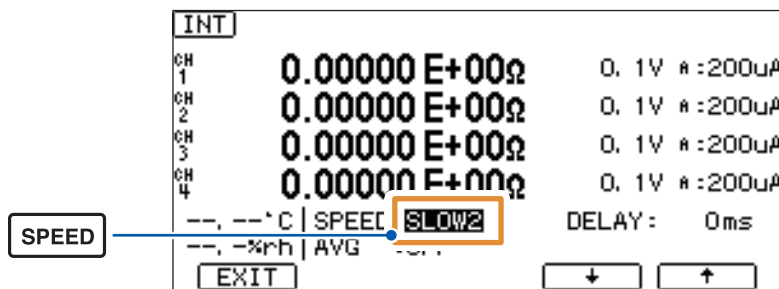 INT
CH 1 0.00000 E+00Ω 0. 1V A :200uA
CH 2 0.00000 E+00Ω 0. 1V A :200uA
CH 3 0.00000 E+00Ω 0. 1V A :200uA
CH 4 0.00000 E+00Ω 0. 1V A :200uA
SPEED
--. --°C SPEED SLOW2 DELAY: 0ms
--. -%rh AVG
EXIT ↓ ↑